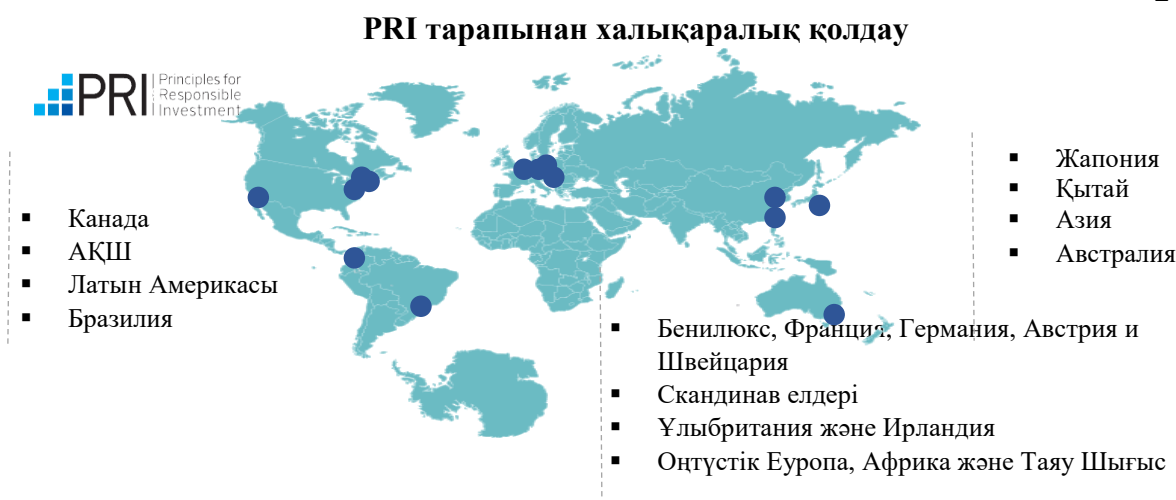 PRI тарапынан халықаралық қолдау
PRI
Principles for
Responsible
Investment
Канада
АҚШ
Латын Америкасы
Бразилия
Жапония
Қытай
Азия
Австралия
Бенилюкс, Франция, Германия, Австрия и
Швейцария
Скандинав елдері
Ұлыбритания және Ирландия
Оңтүстік Еуропа, Африка және Таяу Шығыс